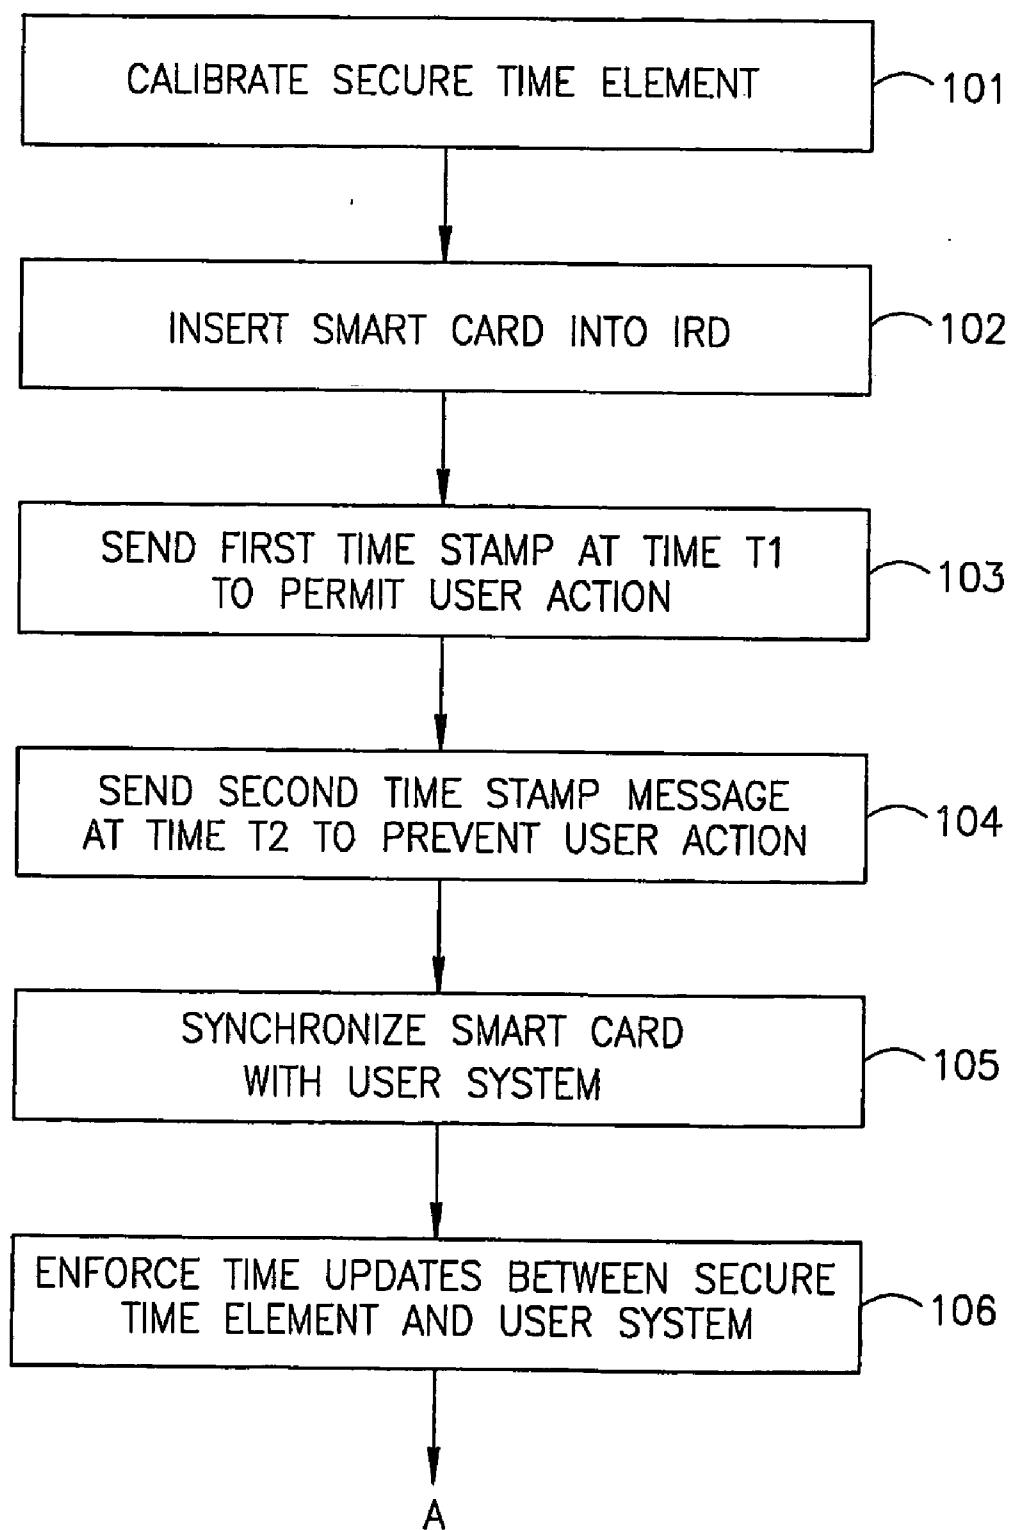 CALIBRATE SECURE TIME ELEMENT
101
INSERT SMART CARD INTO IRD
102
SEND FIRST TIME STAMP AT TIME T1
TO PERMIT USER ACTION
103
SEND SECOND TIME STAMP MESSAGE
AT TIME T2 TO PREVENT USER ACTION
104
SYNCHRONIZE SMART CARD
WITH USER SYSTEM
105
ENFORCE TIME UPDATES BETWEEN SECURE
TIME ELEMENT AND USER SYSTEM
106
A